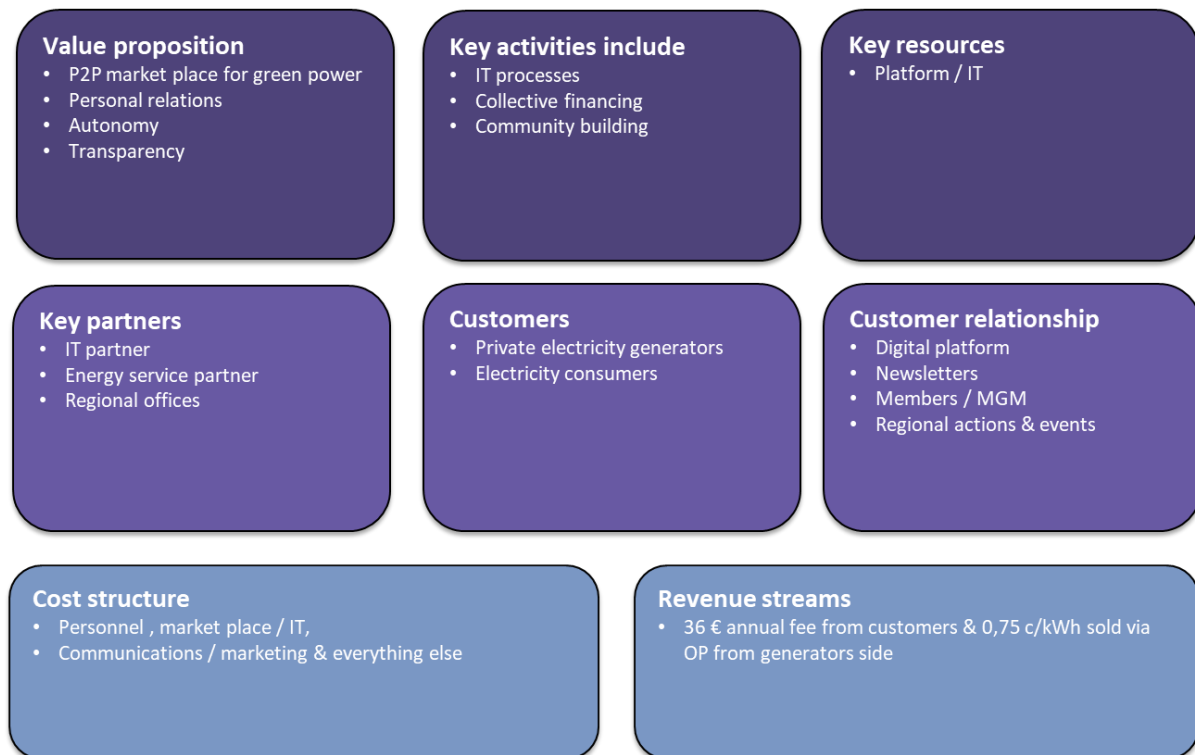 Value proposition
• P2P market place for green power
• Personal relations
• Autonomy
• Transparency
Key activities include
• IT processes
• Collective financing
• Community building
Key resources
• Platform / IT
Key partners
• IT partner
• Energy service partner
• Regional offices
Customers
• Private electricity generators
• Electricity consumers
Customer relationship
• Digital platform
• Newsletters
• Members / MGM
• Regional actions & events
Cost structure
• Personnel , market place / IT,
• Communications / marketing & everything else
Revenue streams
• 36 € annual fee from customers & 0,75 c/kWh sold via
OP from generators side